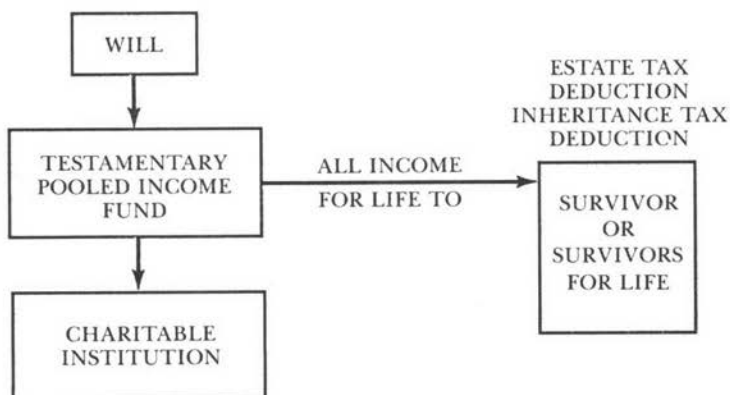 WILL
ESTATE TAX
DEDUCTION
INHERITANCE TAX
DEDUCTION
TESTAMENTARY
POOLED INCOME
FUND
ALL INCOME
FOR LIFE TO
SURVIVOR
OR
SURVIVORS
FOR LIFE
CHARITABLE
INSTITUTION